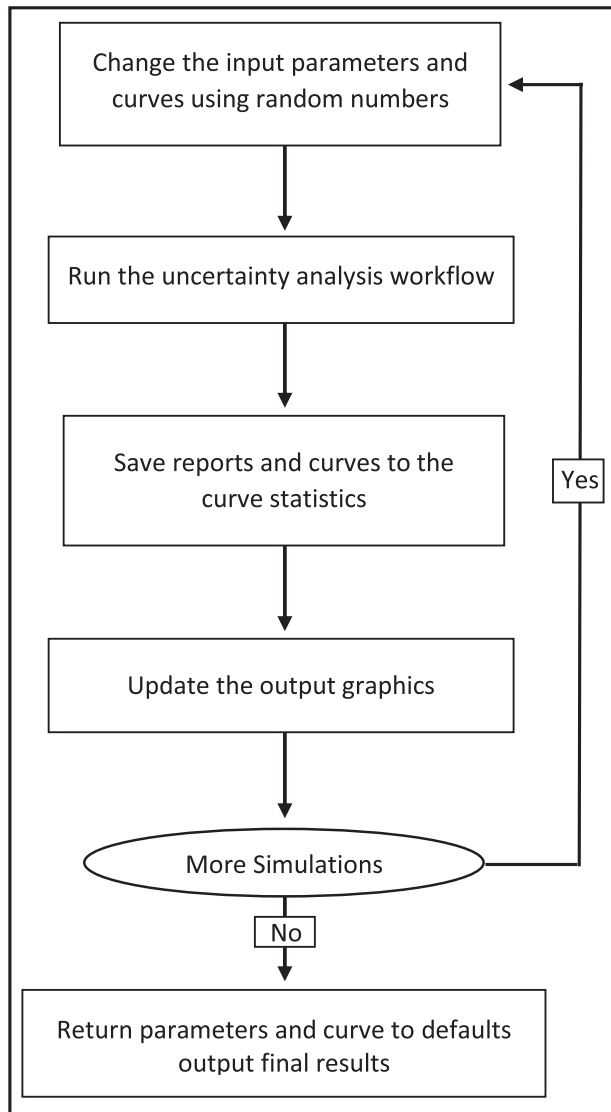 Change the input parameters and
curves using random numbers
Run the uncertainty analysis workflow
Save reports and curves to the
curve statistics
Yes
Update the output graphics
More Simulations
No
Return parameters and curve to defaults
output final results